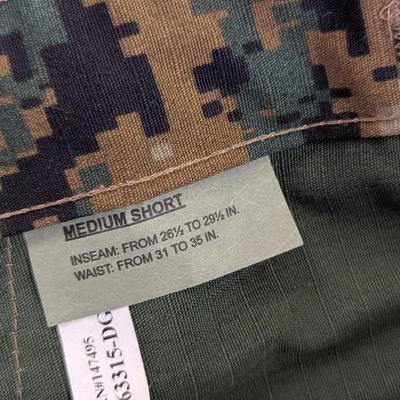 MEDIUM SHORT
INSEAM: FROM 26½ TO 29½ IN.
WAIST: FROM 31 TO 35 IN.
N#147495
63315-DG